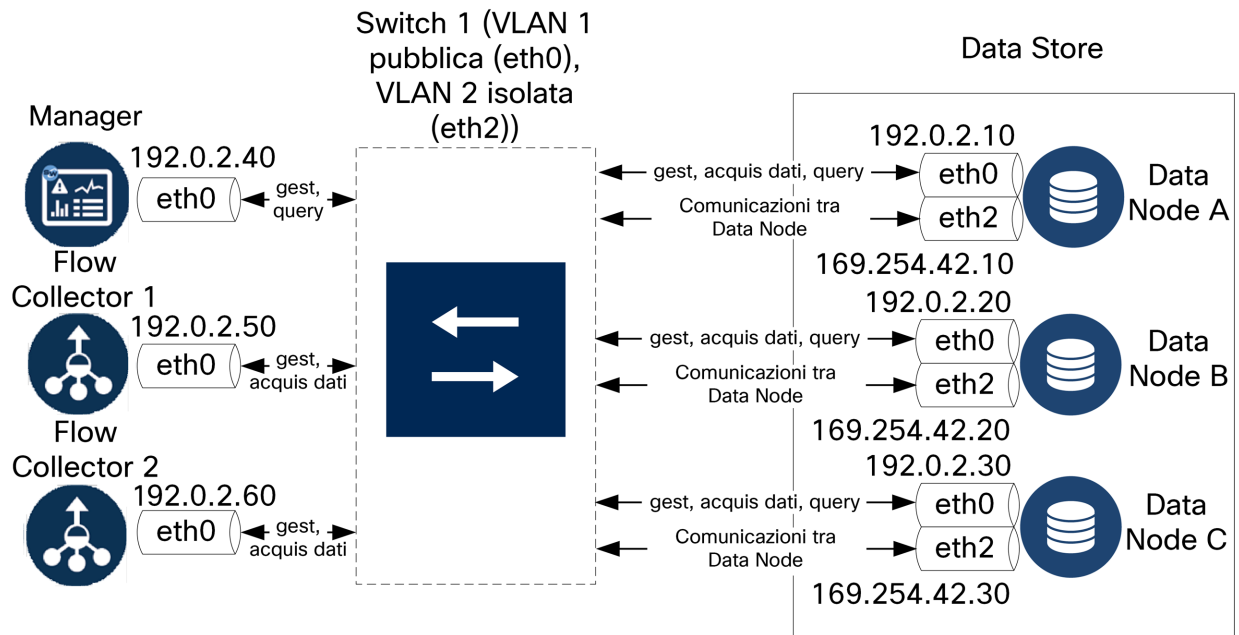 Switch 1 (VLAN 1
pubblica (eth0),
VLAN 2 isolata
(eth2))
Data Store
Manager
192.0.2.40
eth0
gest,
query
Flow
Collector 1
192.0.2.50
eth0
gest,
acquis dati
Flow
Collector 2
192.0.2.60
eth0
gest,
acquis dati
gest, acquis dati, query
Comunicazioni tra
Data Node
192.0.2.10
eth0
eth2
169.254.42.10
Data
Node A
gest, acquis dati, query
Comunicazioni tra
Data Node
192.0.2.20
eth0
eth2
169.254.42.20
Data
Node B
gest, acquis dati, query
Comunicazioni tra
Data Node
192.0.2.30
eth0
eth2
169.254.42.30
Data
Node C